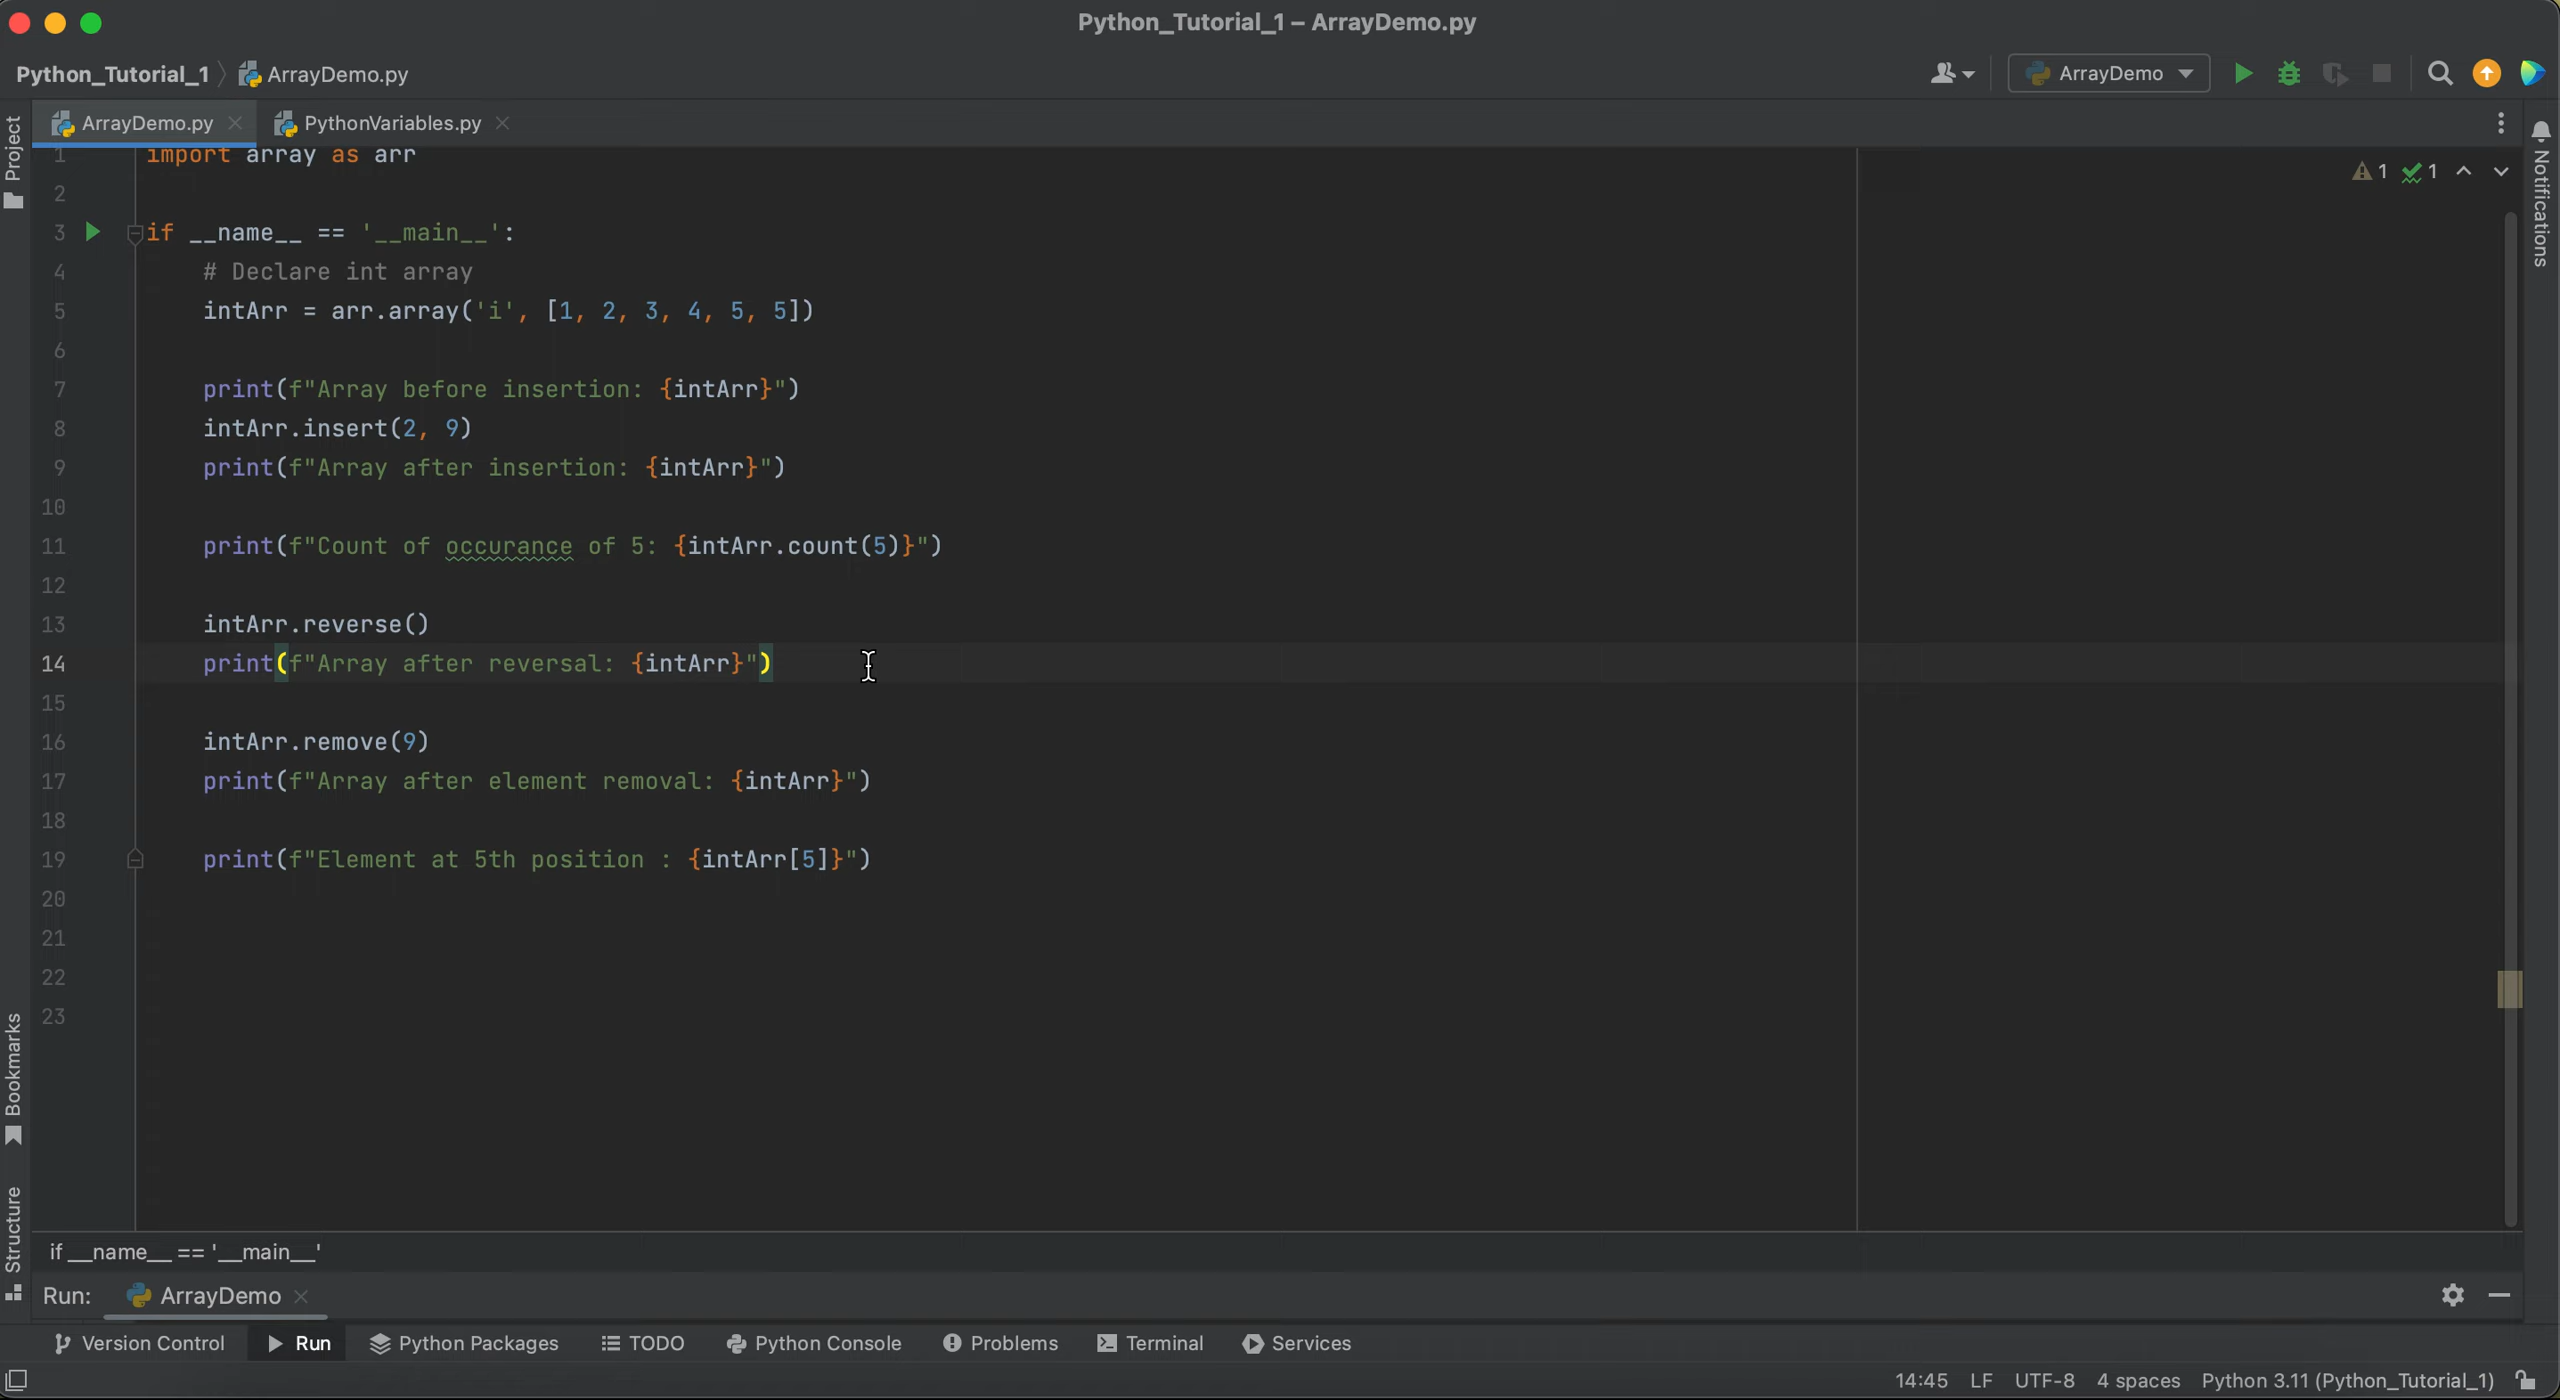 Python_Tutorial_1 – ArrayDemo.py
Python_Tutorial_1 ArrayDemo.py
ArrayDemo
ArrayDemo.py PythonVariables.py
Project
Notifications
1 1
1 import array as arr
2
3 if __name__ == '__main__':
4 # Declare int array
5 intArr = arr.array('i', [1, 2, 3, 4, 5, 5])
6
7 print(f"Array before insertion: {intArr}")
8 intArr.insert(2, 9)
9 print(f"Array after insertion: {intArr}")
10
11 print(f"Count of occurance of 5: {intArr.count(5)}")
12
13 intArr.reverse()
14 print(f"Array after reversal: {intArr}")
15
16 intArr.remove(9)
17 print(f"Array after element removal: {intArr}")
18
19 print(f"Element at 5th position : {intArr[5]}")
20
21
22
23
Bookmarks
Structure
if __name__ == '__main__'
Run: ArrayDemo
Version Control Run Python Packages TODO Python Console Problems Terminal Services
14:45 LF UTF-8 4 spaces Python 3.11 (Python_Tutorial_1)